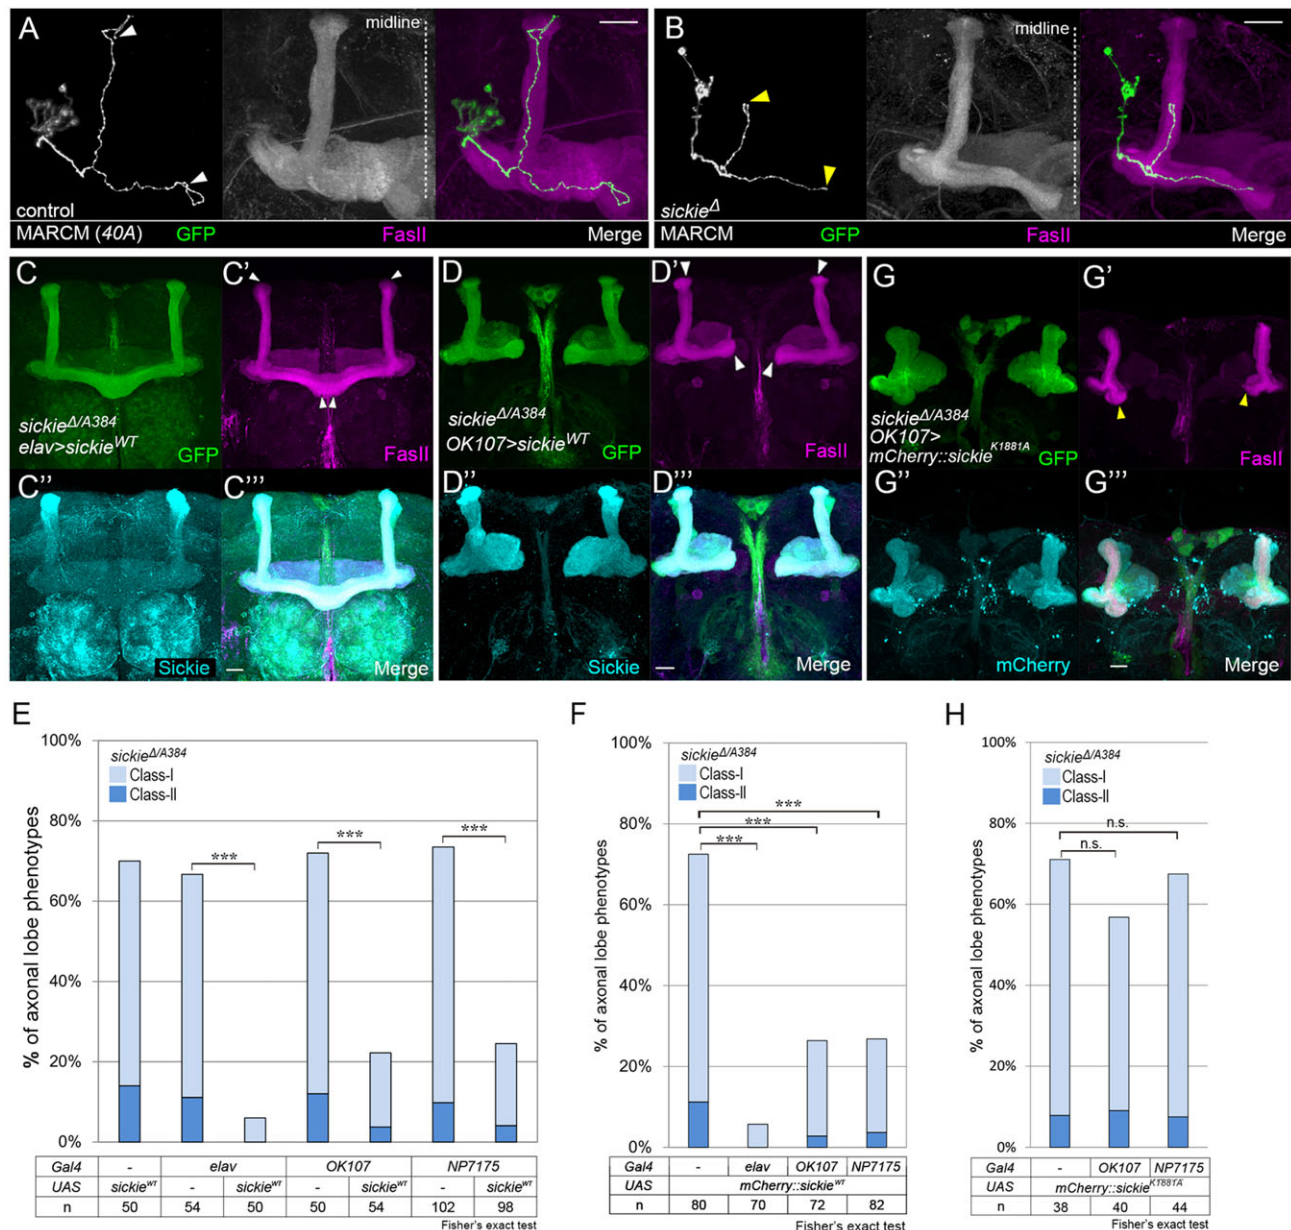 A
midline
control
MARCM (40A) GFP FasII Merge
B
midline
sickieΔ
MARCM GFP FasII Merge
C
sickieΔ/A384
elav>sickieWT
GFP
C'
FasII
C''
Sickie
C'''
Merge
D
sickieΔ/A384
OK107>sickieWT
GFP
D'
FasII
D''
Sickie
D'''
Merge
G
sickieΔ/A384
OK107>
mCherry::sickieK1881A
GFP
G'
FasII
G''
mCherry
G'''
Merge
E
% of axonal lobe phenotypes
100%
80%
60%
40%
20%
0%
sickieΔ/A384
Class-I
Class-II
*** *** ***
Gal4 - elav OK107 NP7175
UAS sickieWT - sickieWT - sickieWT - sickieWT
n 50 54 50 50 54 102 98
Fisher's exact test
F
% of axonal lobe phenotypes
100%
80%
60%
40%
20%
0%
sickieΔ/A384
Class-I
Class-II
***
***
***
Gal4 - elav OK107 NP7175
UAS mCherry::sickieWT
n 80 70 72 82
Fisher's exact test
H
% of axonal lobe phenotypes
100%
80%
60%
40%
20%
0%
sickieΔ/A384
Class-I
Class-II
n.s.
n.s.
Gal4 - OK107 NP7175
UAS mCherry::sickieK1881A
n 38 40 44
Fisher's exact test